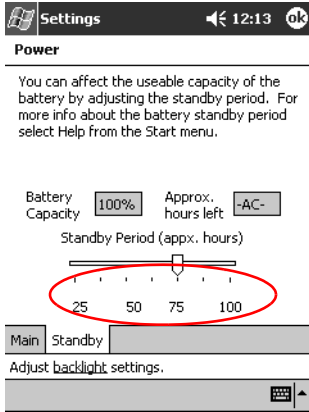 Settings 12:13 ok
Power
You can affect the useable capacity of the
battery by adjusting the standby period. For
more info about the battery standby period
select Help from the Start menu.
Battery Capacity 100% Approx. hours left -AC-
Standby Period (appx. hours)
25 50 75 100
Main Standby
Adjust backlight settings.